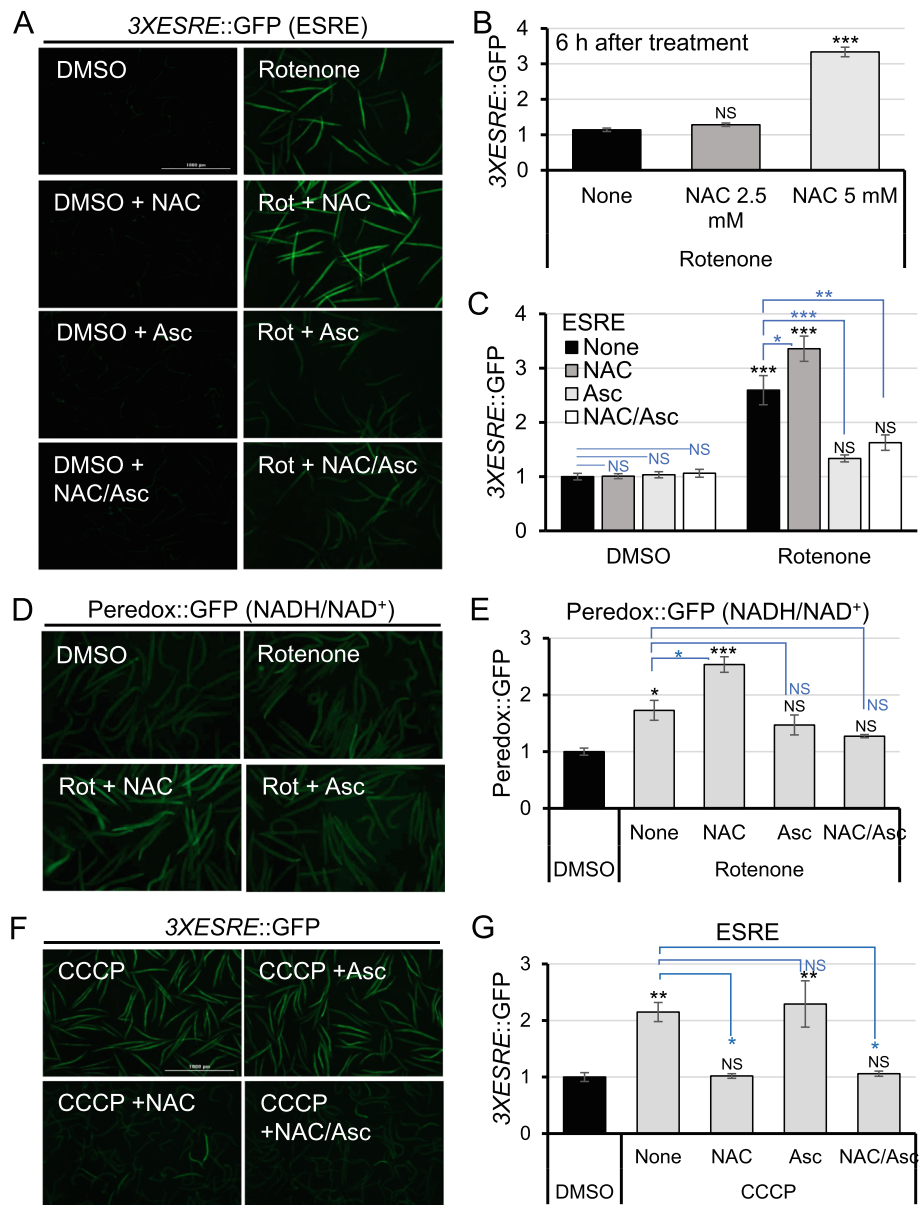 A
3XESRE::GFP (ESRE)
DMSO
Rotenone
1000 µm
DMSO + NAC
Rot + NAC
DMSO + Asc
Rot + Asc
DMSO +
NAC/Asc
Rot + NAC/Asc
B
3XESRE::GFP
4
3
2
1
0
6 h after treatment
NS
***
None
NAC 2.5
mM
NAC 5 mM
Rotenone
C
3XESRE::GFP
4
3
2
1
0
ESRE
None
NAC
Asc
NAC/Asc
**
***
*
***
***
NS
NS
NS
NS
NS
DMSO
Rotenone
D
Peredox::GFP (NADH/NAD⁺)
DMSO
Rotenone
Rot + NAC
Rot + Asc
E
Peredox::GFP (NADH/NAD⁺)
Peredox::GFP
3
2
1
0
*
*
***
NS
NS
NS
NS
None
NAC
Asc
NAC/Asc
DMSO
Rotenone
F
3XESRE::GFP
CCCP
CCCP +Asc
1000 µm
CCCP +NAC
CCCP
+NAC/Asc
G
ESRE
3XESRE::GFP
3
2
1
0
**
*
NS
NS
**
*
NS
None
NAC
Asc
NAC/Asc
DMSO
CCCP